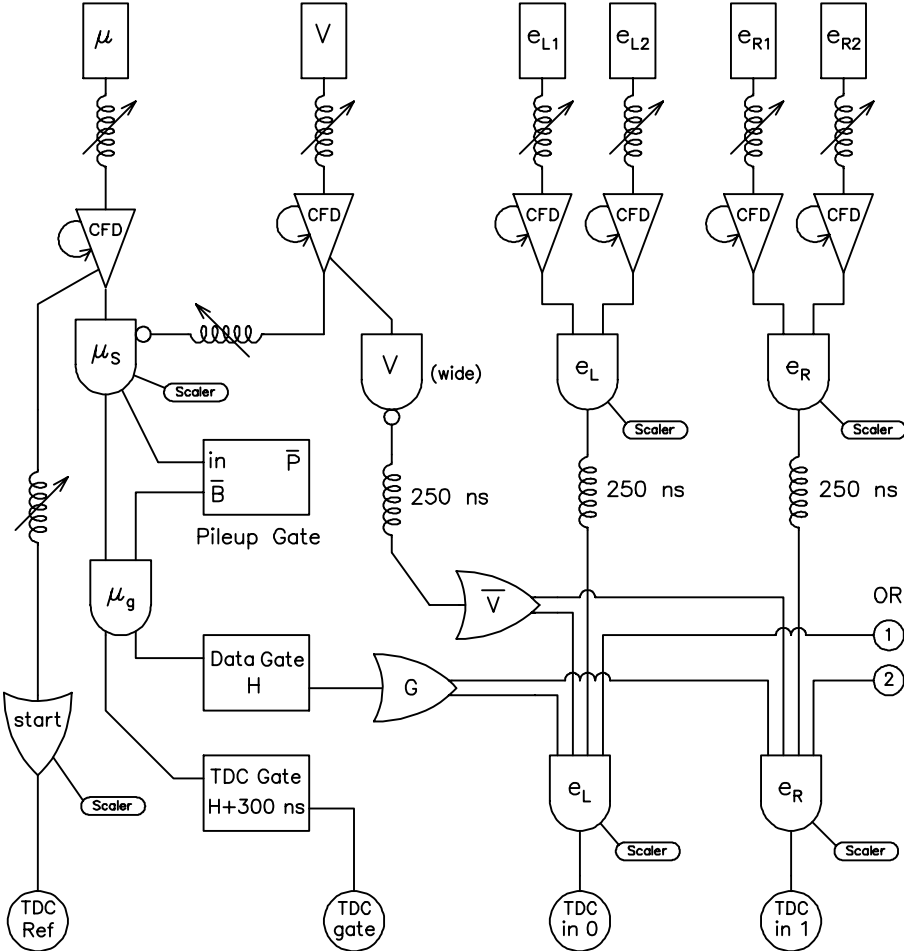 μ V e_L1 e_L2 e_R1 e_R2
CFD CFD CFD CFD CFD CFD
μ_S V (wide) e_L e_R
Scaler
Scaler Scaler
in P̅
B̅
250 ns 250 ns 250 ns
Pileup Gate
μ_g V̅ OR
1
Data Gate
H G 2
start
TDC Gate e_L e_R
H+300 ns
Scaler
Scaler Scaler
TDC TDC TDC TDC
Ref gate in 0 in 1